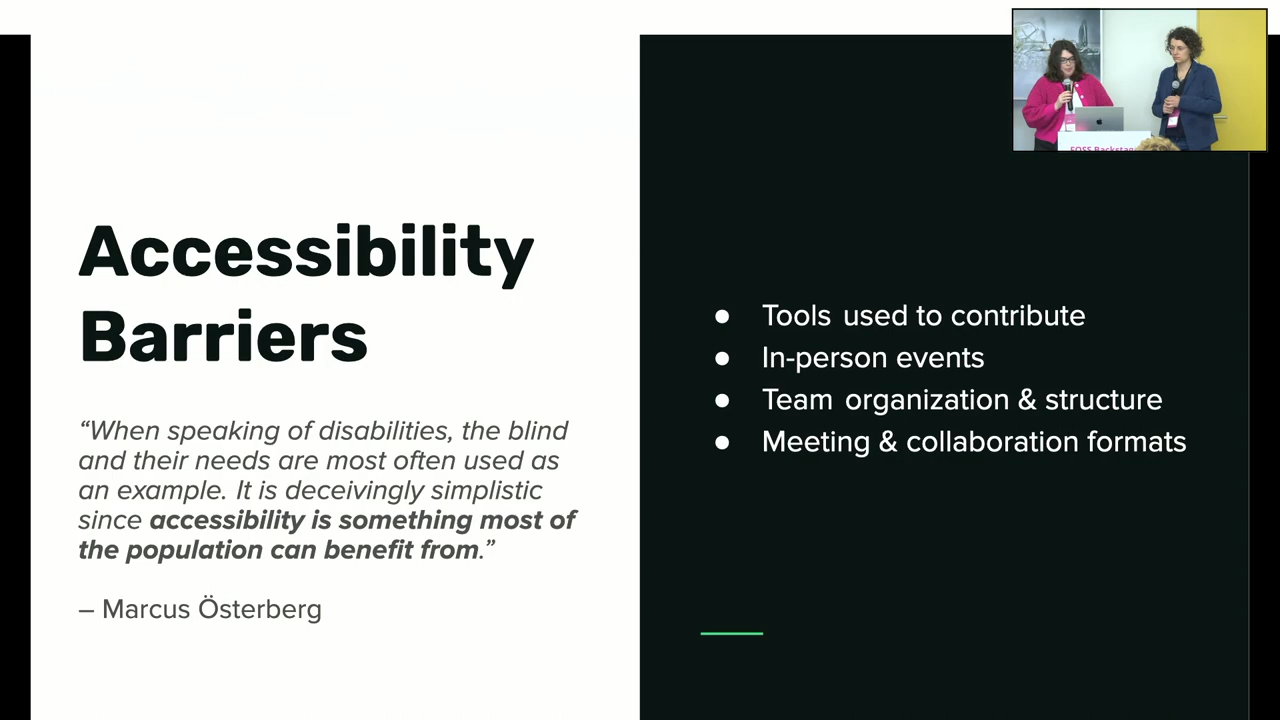 Accessibility
Barriers
“When speaking of disabilities, the blind
and their needs are most often used as
an example. It is deceivingly simplistic
since accessibility is something most of
the population can benefit from.”
– Marcus Österberg
● Tools used to contribute
● In-person events
● Team organization & structure
● Meeting & collaboration formats
FOSS Backstage